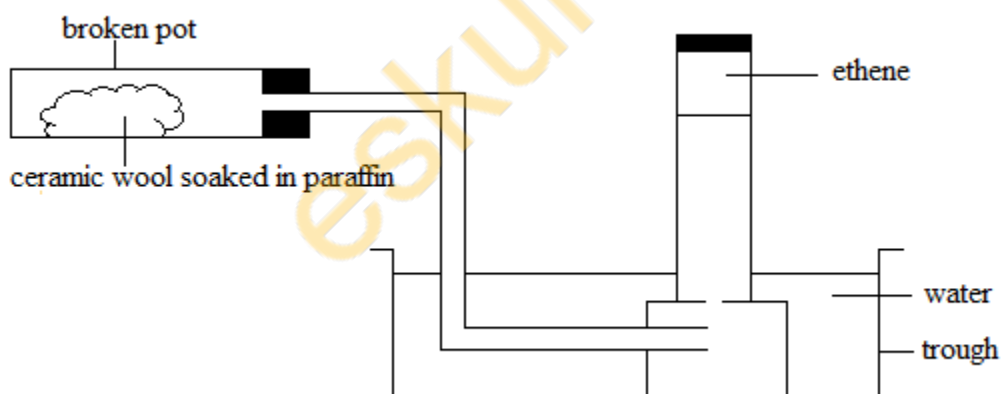 broken pot
ethene
ceramic wool soaked in paraffin
water
trough